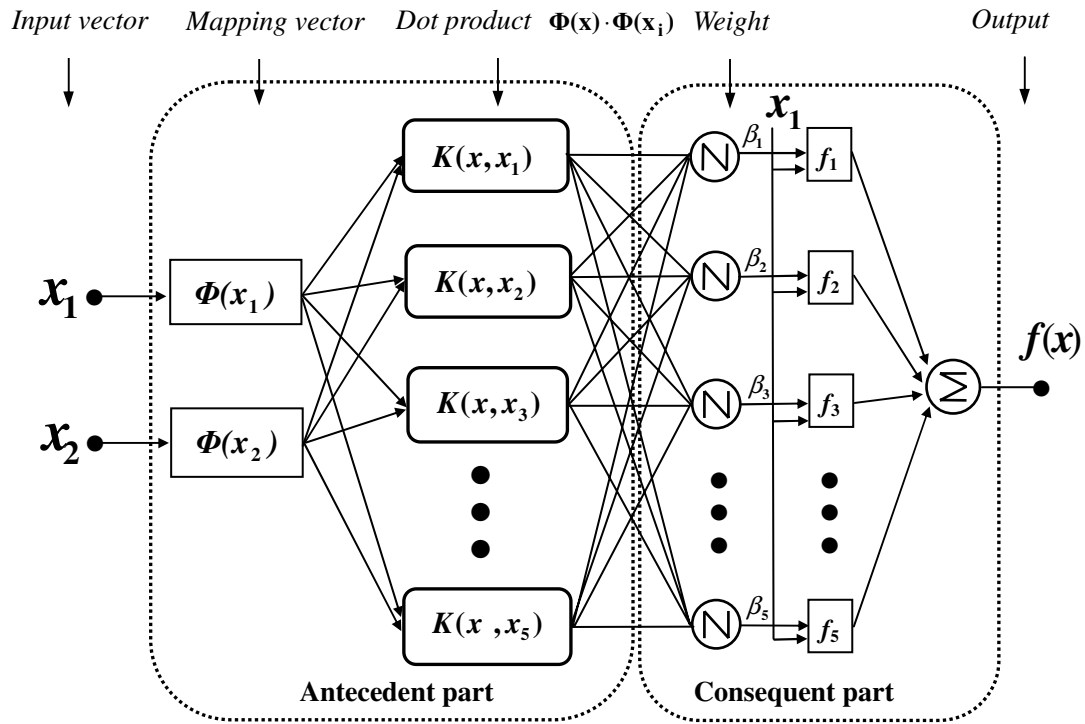 Input vector Mapping vector Dot product Φ(x)·Φ(x_i) Weight Output
x₁
K(x,x₁)
N
β₁
f₁
x₁
Φ(x₁)
K(x,x₂)
N
β₂
f₂
x₂
Φ(x₂)
K(x,x₃)
N
β₃
f₃
Σ
f(x)
K(x ,x₅)
N
β₅
f₅
Antecedent part
Consequent part